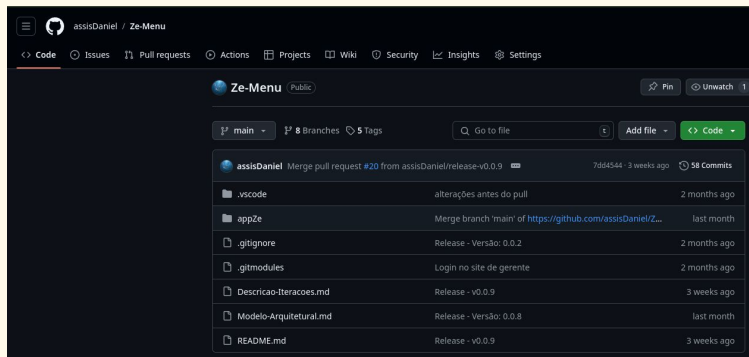 assisDaniel / Ze-Menu
Code Issues Pull requests Actions Projects Wiki Security Insights Settings
Ze-Menu Public Pin Unwatch 1
main 8 Branches 5 Tags Go to file t Add file Code
assisDaniel Merge pull request #20 from assisDaniel/release-v0.0.9 7dd4544 · 3 weeks ago 58 Commits
.vscode alterações antes do pull 2 months ago
appZe Merge branch 'main' of https://github.com/assisDaniel/Z... last month
.gitignore Release - Versão: 0.0.2 2 months ago
.gitmodules Login no site de gerente 2 months ago
Descricao-Iteracoes.md Release - v0.0.9 3 weeks ago
Modelo-Arquitetural.md Release - Versão: 0.0.8 last month
README.md Release - v0.0.9 3 weeks ago